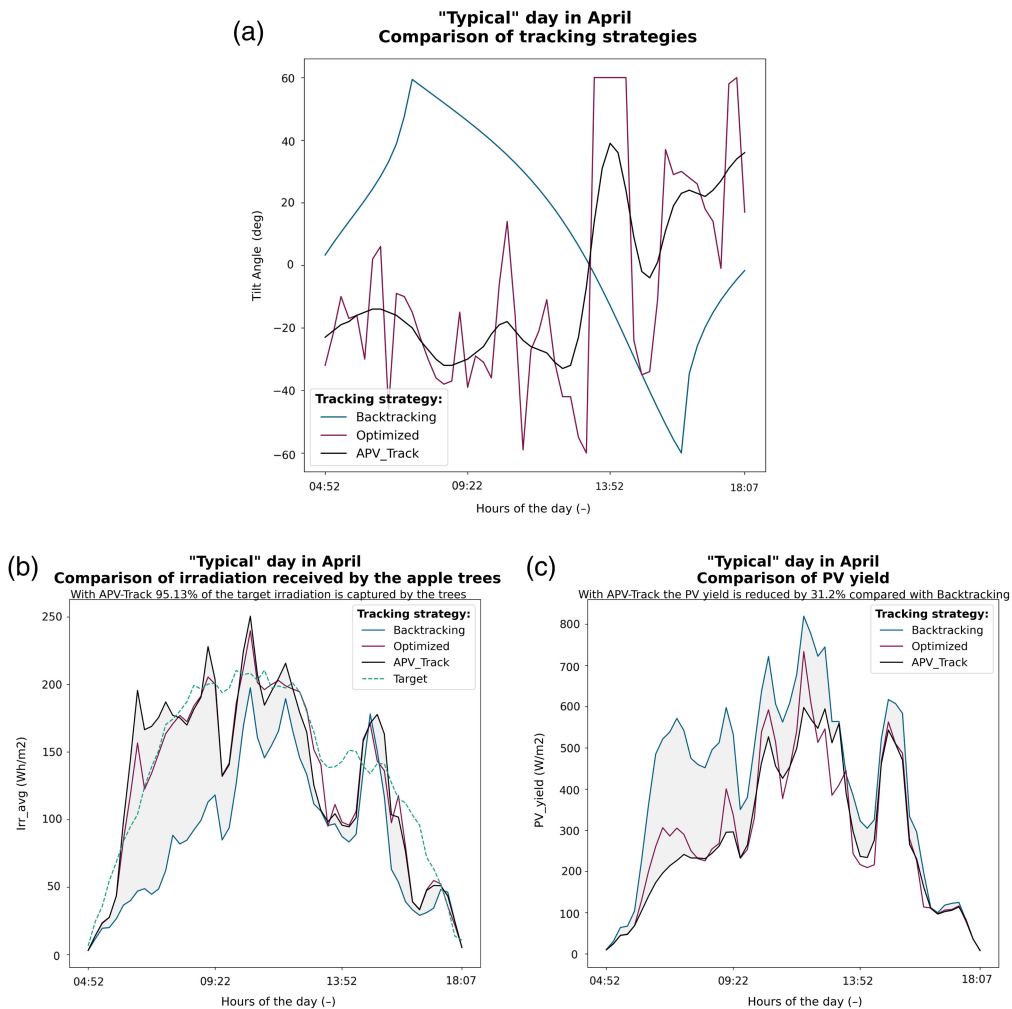 (a)
"Typical" day in April
Comparison of tracking strategies
60
40
20
0
−20
−40
−60
Tilt Angle (deg)
Tracking strategy:
Backtracking
Optimized
APV_Track
04:52
09:22
13:52
18:07
Hours of the day (–)
(b)
"Typical" day in April
Comparison of irradiation received by the apple trees
With APV-Track 95.13% of the target irradiation is captured by the trees
250
200
150
100
50
0
Irr_avg (Wh/m2)
Tracking strategy:
Backtracking
Optimized
APV_Track
Target
04:52
09:22
13:52
18:07
Hours of the day (–)
(c)
"Typical" day in April
Comparison of PV yield
With APV-Track the PV yield is reduced by 31.2% compared with Backtracking
800
700
600
500
400
300
200
100
0
PV_yield (W/m2)
Tracking strategy:
Backtracking
Optimized
APV_Track
04:52
09:22
13:52
18:07
Hours of the day (–)